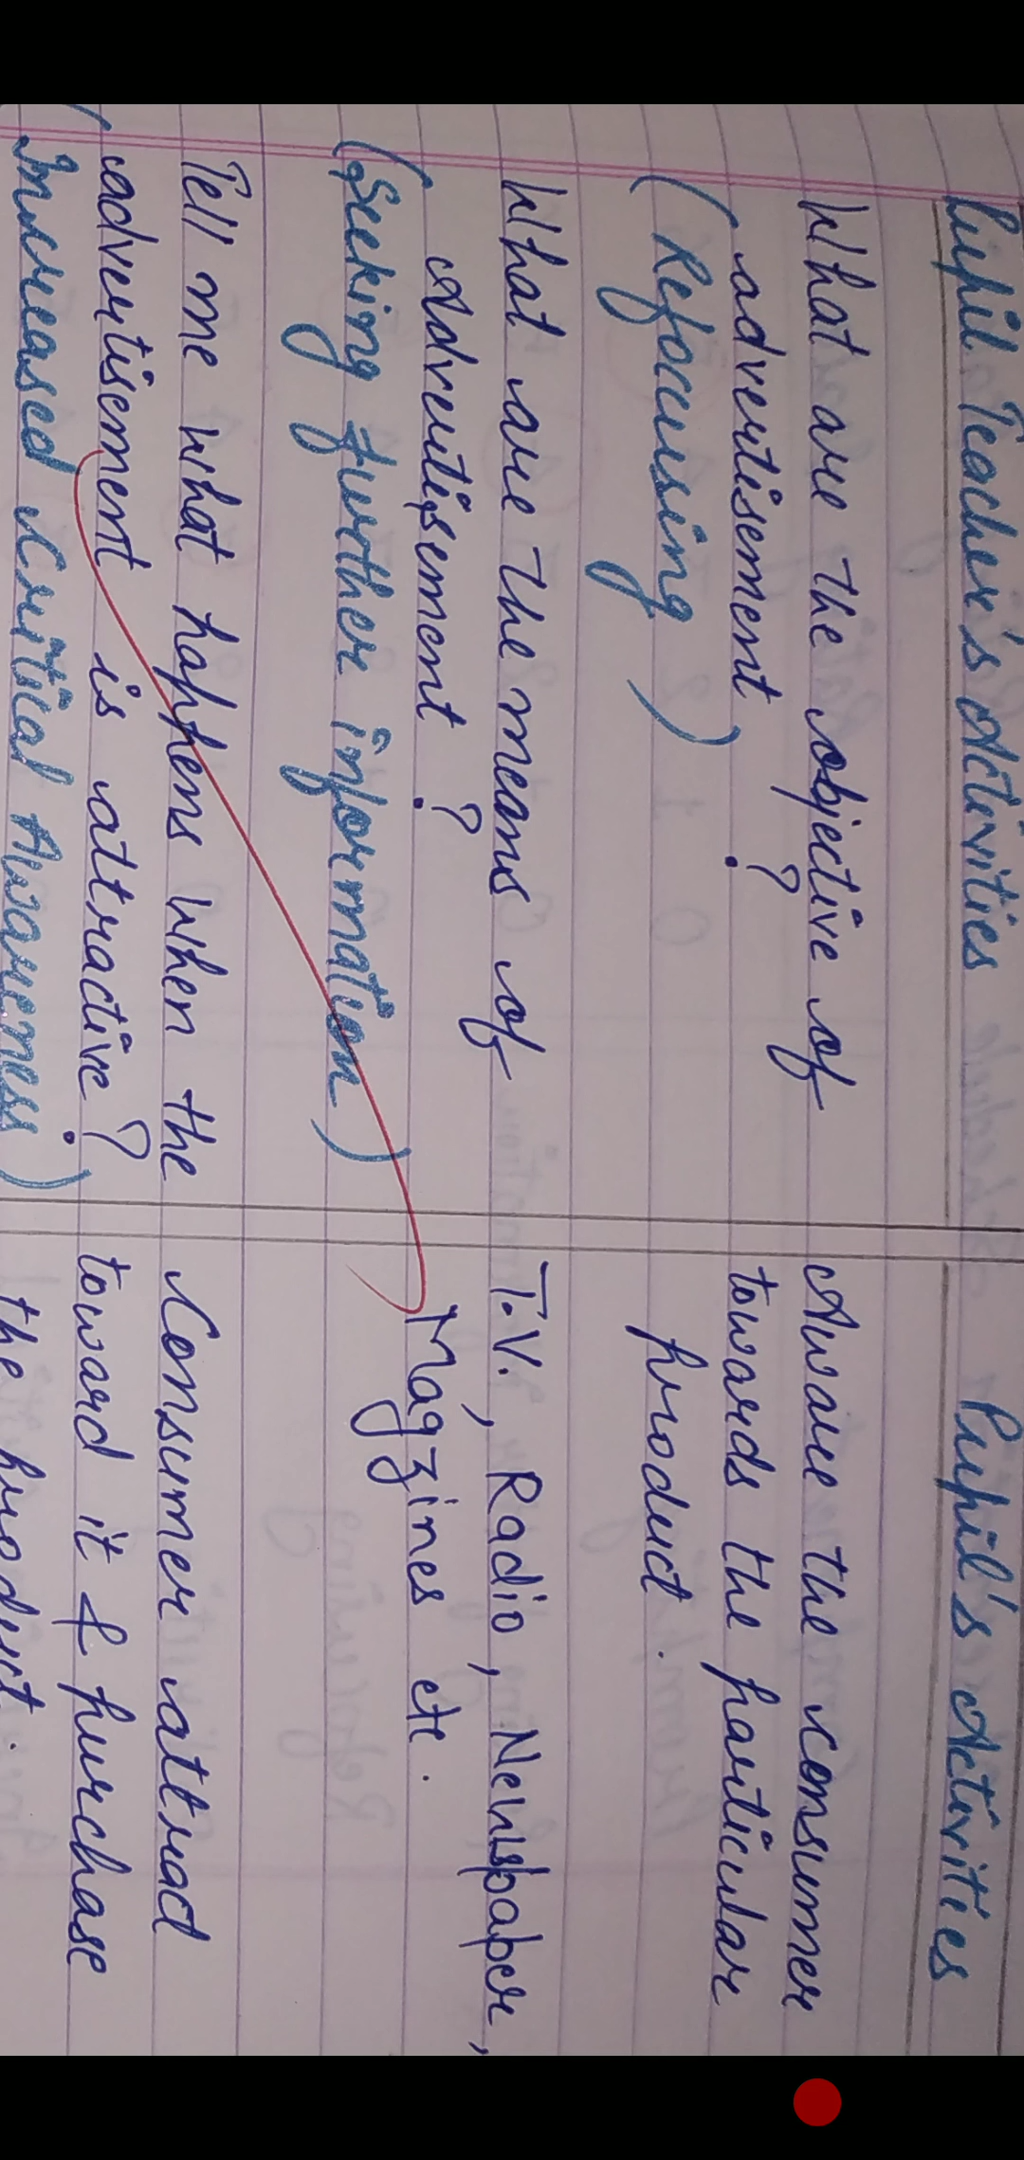 Pupil Teacher's Activities
Pupil's Activities
What are the objective of
advertisement ?
(Refocusing)
Aware the consumer
towards the particular
product.
What are the means of
Advertisement ?
(Seeking further information)
T.V., Radio, Newspaper,
Magzines etc.
Tell me what happens when the
advertisement is attractive?
(Increased Critical Awareness)
Consumer attract
toward it & purchase
the product.